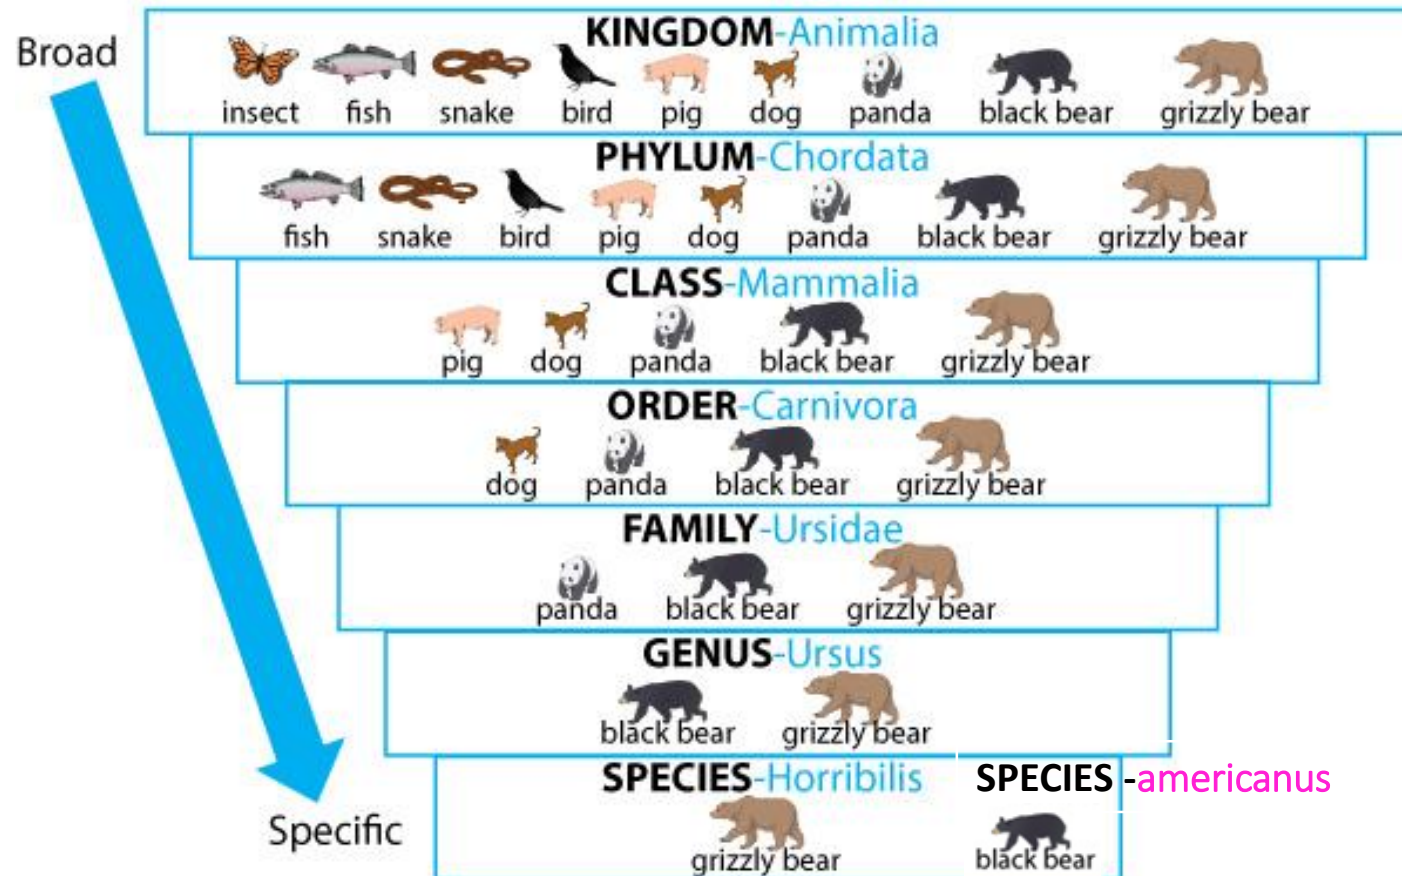 Broad
KINGDOM-Animalia
insect fish snake bird pig dog panda black bear grizzly bear
PHYLUM-Chordata
fish snake bird pig dog panda black bear grizzly bear
CLASS-Mammalia
pig dog panda black bear grizzly bear
ORDER-Carnivora
dog panda black bear grizzly bear
FAMILY-Ursidae
panda black bear grizzly bear
GENUS-Ursus
black bear grizzly bear
SPECIES-Horribilis SPECIES -americanus
Specific
grizzly bear black bear